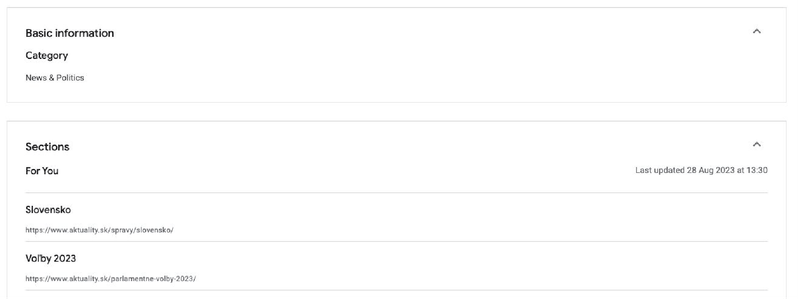 Basic information
Category
News & Politics
Sections
For You
Last updated 28 Aug 2023 at 13:30
Slovensko
https://www.aktuality.sk/spravy/slovensko/
Voľby 2023
https://www.aktuality.sk/parlamentne-volby-2023/